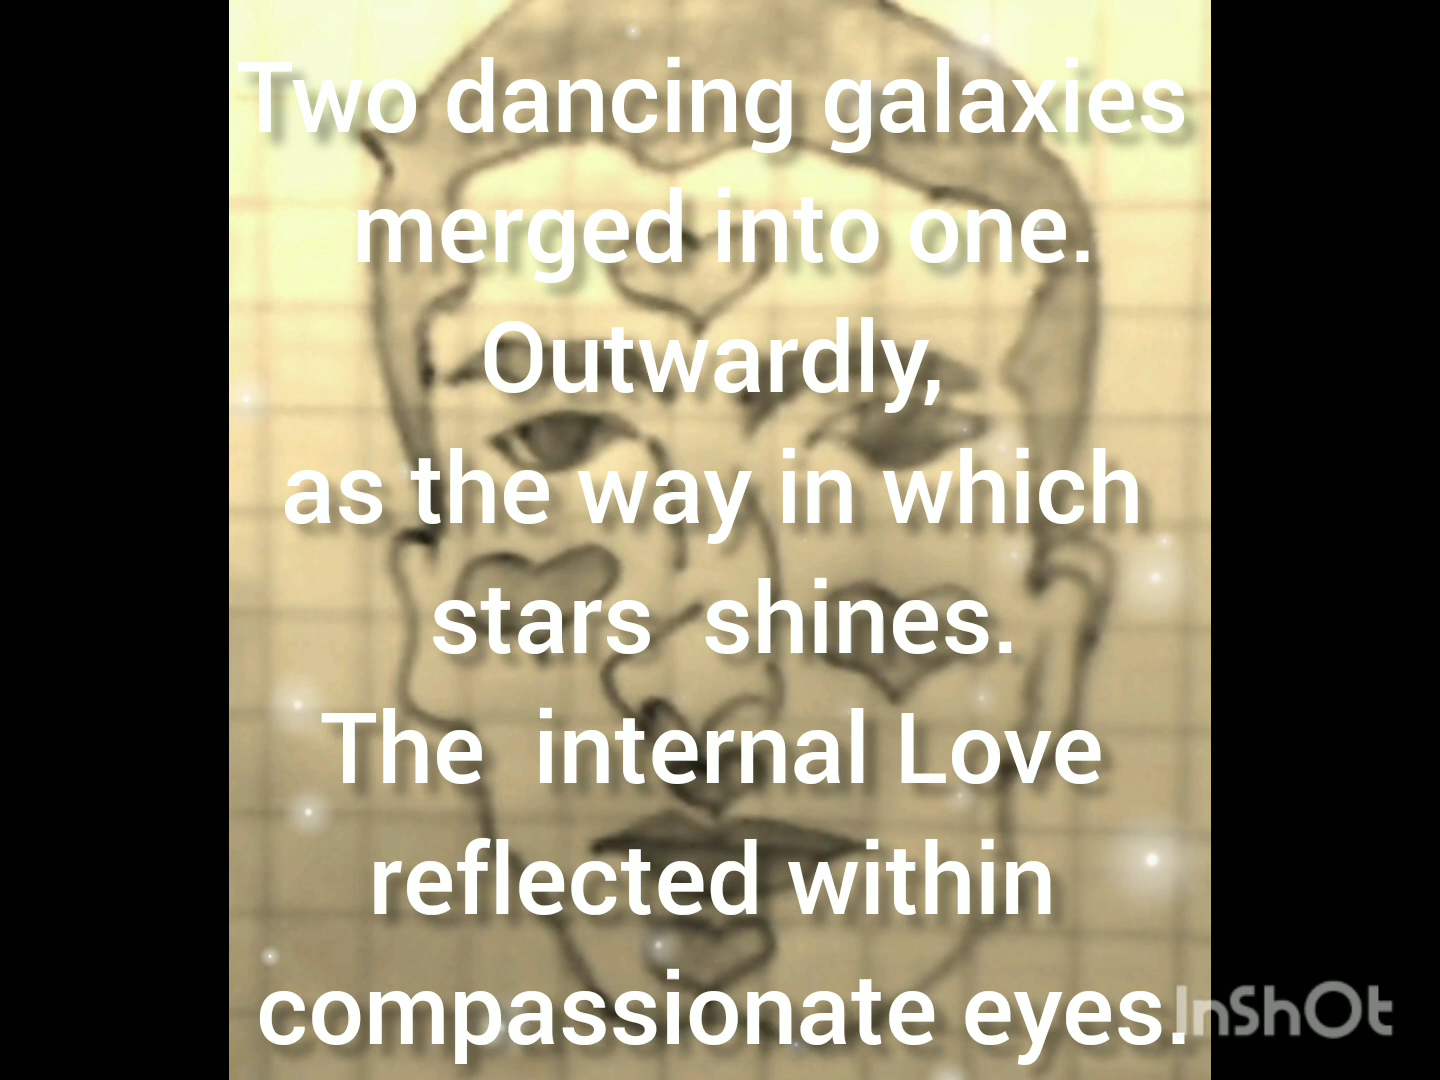 Two dancing galaxies
merged into one.
Outwardly,
as the way in which
stars  shines.
The  internal Love
reflected within
compassionate eyes.
InShOt